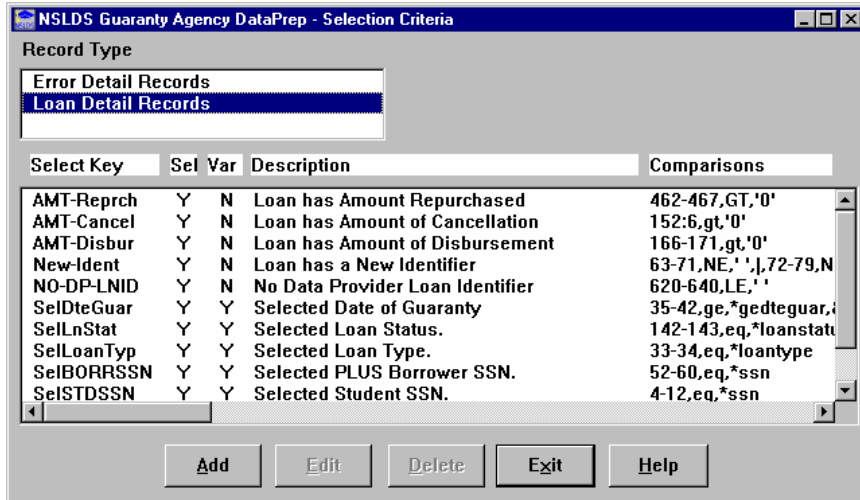 NSLDS Guaranty Agency DataPrep - Selection Criteria
Record Type
Error Detail Records
Loan Detail Records
Select Key Sel Var Description Comparisons
AMT-Reprch Y N Loan has Amount Repurchased 462-467,GT,'0'
AMT-Cancel Y N Loan has Amount of Cancellation 152:6,gt,'0'
AMT-Disbur Y N Loan has Amount of Disbursement 166-171,gt,'0'
New-Ident Y N Loan has a New Identifier 63-71,NE,' ',|,72-79,N
NO-DP-LNID Y N No Data Provider Loan Identifier 620-640,LE,' '
SelDteGuar Y Y Selected Date of Guaranty 35-42,ge,*gedteguar,
SelLnStat Y Y Selected Loan Status. 142-143,eq,*loanstatu
SelLoanTyp Y Y Selected Loan Type. 33-34,eq,*loantype
SelBORRSSN Y Y Selected PLUS Borrower SSN. 52-60,eq,*ssn
SelSTDSSN Y Y Selected Student SSN. 4-12,eq,*ssn
Add Edit Delete Exit Help